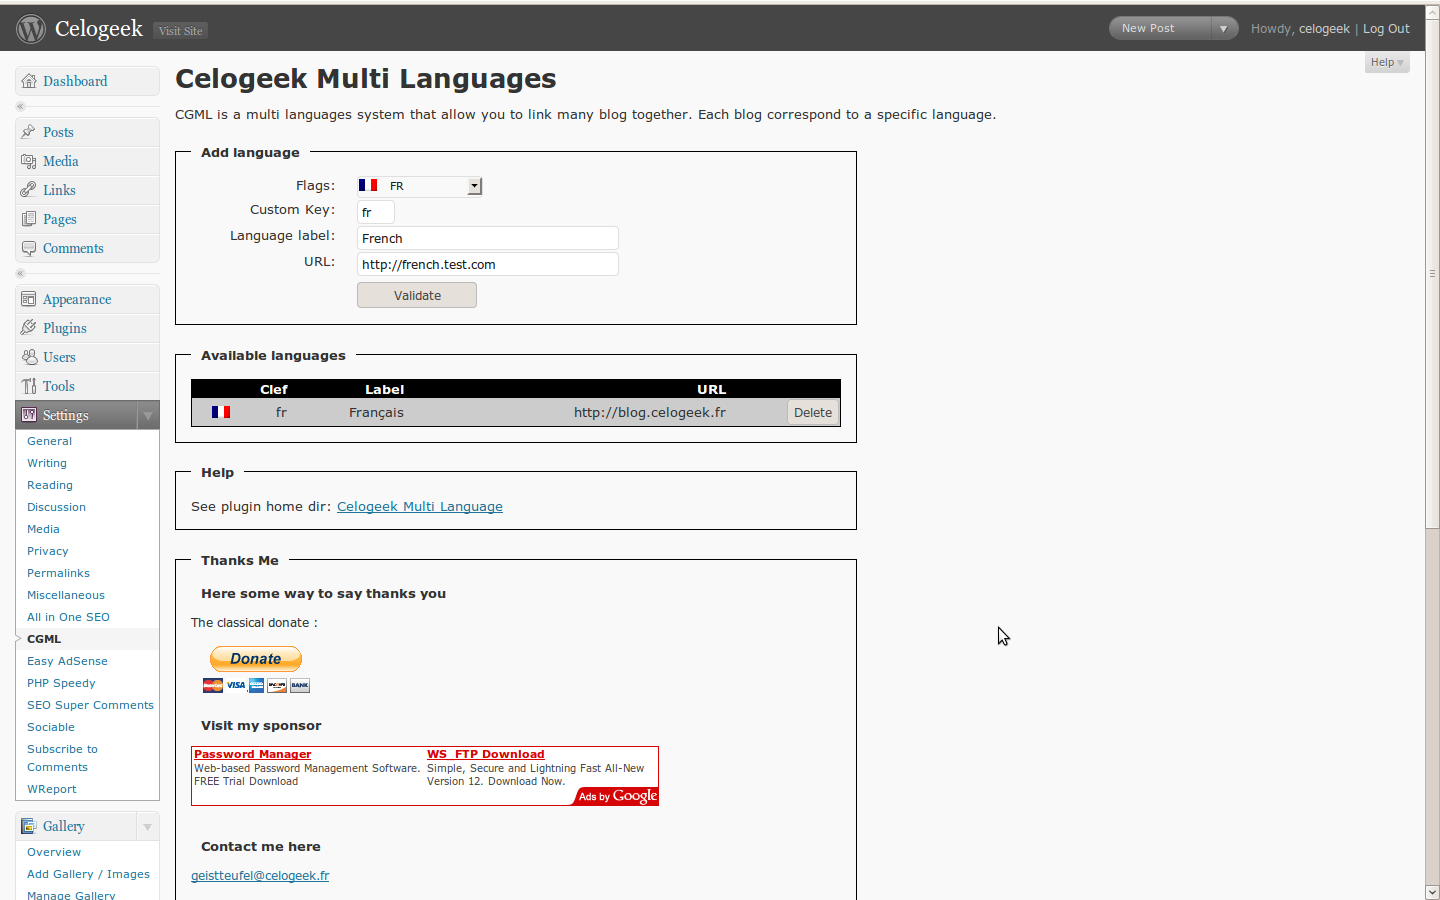 Celogeek Visit Site
New Post Howdy, celogeek | Log Out
Help
Dashboard
Posts
Media
Links
Pages
Comments
Appearance
Plugins
Users
Tools
Settings
General
Writing
Reading
Discussion
Media
Privacy
Permalinks
Miscellaneous
All in One SEO
CGML
Easy AdSense
PHP Speedy
SEO Super Comments
Sociable
Subscribe to
Comments
WReport
Gallery
Overview
Add Gallery / Images
Manage Gallery
Celogeek Multi Languages
CGML is a multi languages system that allow you to link many blog together. Each blog correspond to a specific language.
Add language
Flags: FR
Custom Key: fr
Language label: French
URL: http://french.test.com
Validate
Available languages
Clef Label URL
fr Français http://blog.celogeek.fr Delete
Help
See plugin home dir: Celogeek Multi Language
Thanks Me
Here some way to say thanks you
The classical donate :
Donate
MasterCard VISA BANK
Visit my sponsor
Password Manager
Web-based Password Management Software.
FREE Trial Download
WS_FTP Download
Simple, Secure and Lightning Fast All-New
Version 12. Download Now.
Ads by Google
Contact me here
geistteufel@celogeek.fr